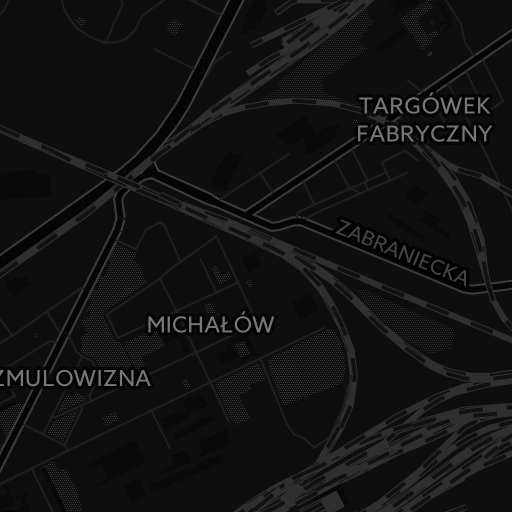 TARGÓWEK
FABRYCZNY
ZABRANIECKA
MICHAŁÓW
ZMULOWIZNA